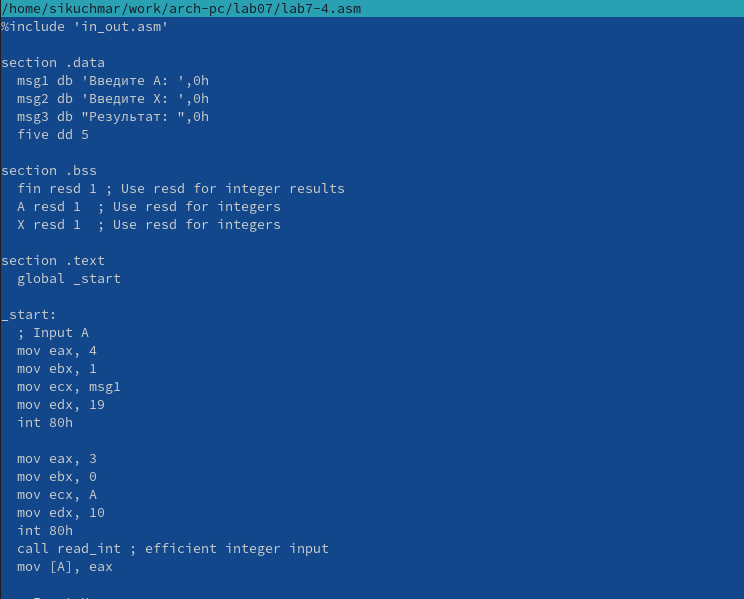 /home/sikuchmar/work/arch-pc/lab07/lab7-4.asm
%include 'in_out.asm'
section .data
  msg1 db 'Введите A: ',0h
  msg2 db 'Введите X: ',0h
  msg3 db "Результат: ",0h
  five dd 5
section .bss
  fin resd 1 ; Use resd for integer results
  A resd 1  ; Use resd for integers
  X resd 1  ; Use resd for integers
section .text
  global _start
_start:
  ; Input A
  mov eax, 4
  mov ebx, 1
  mov ecx, msg1
  mov edx, 19
  int 80h
  mov eax, 3
  mov ebx, 0
  mov ecx, A
  mov edx, 10
  int 80h
  call read_int ; efficient integer input
  mov [A], eax